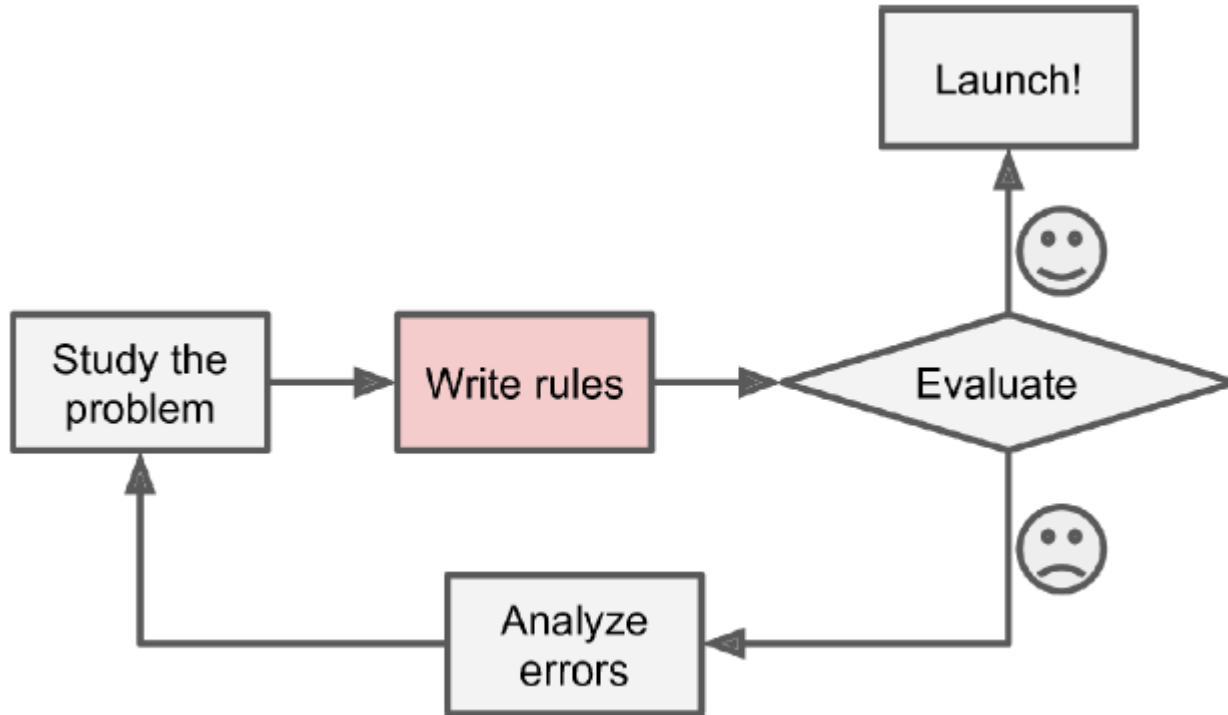 Launch!
Study the
problem
Write rules
Evaluate
Analyze
errors